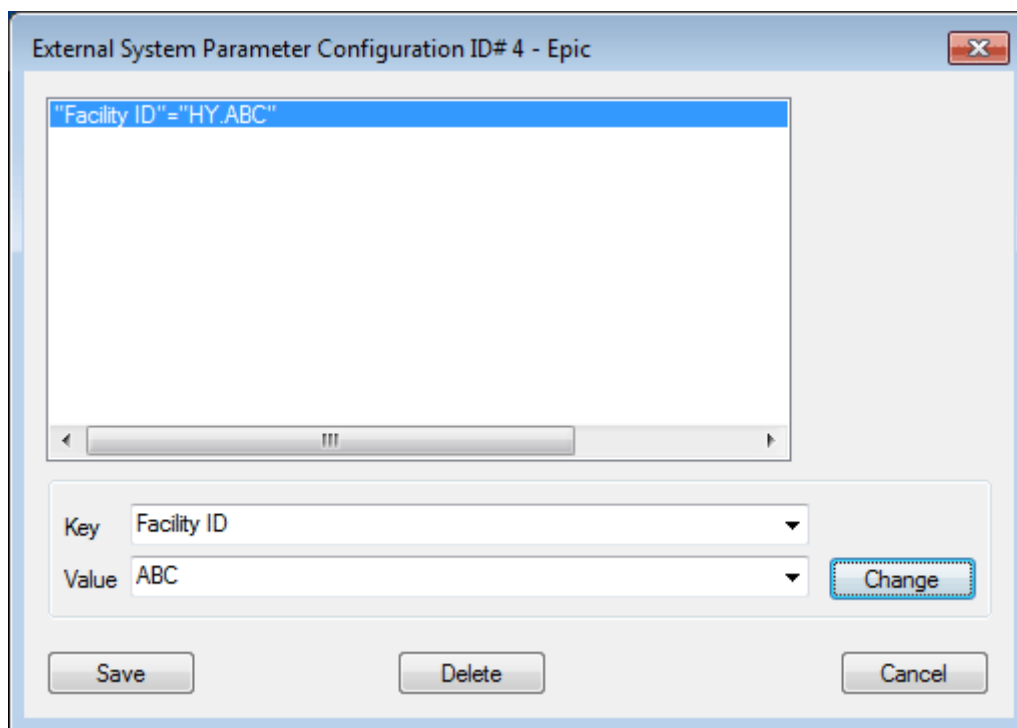 External System Parameter Configuration ID# 4 - Epic
"Facility ID"="HY.ABC"
Key Facility ID
Value ABC Change
Save Delete Cancel